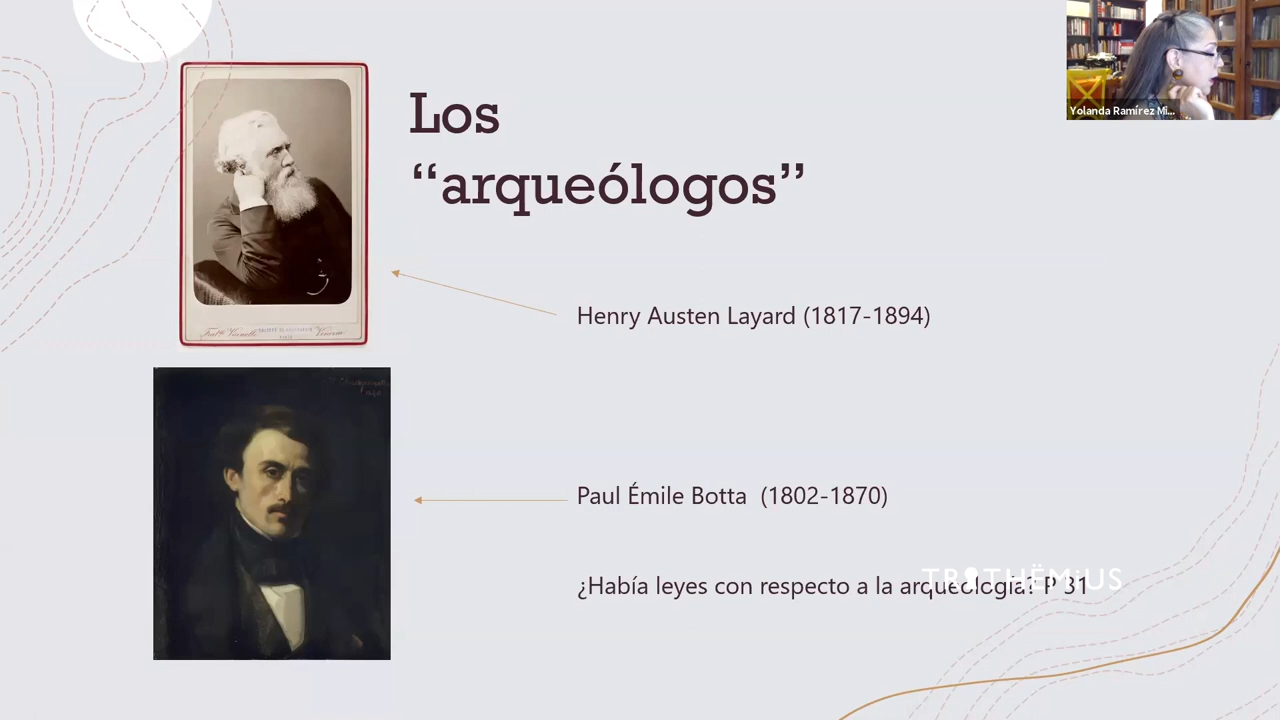 Los
“arqueólogos”
Yolanda Ramírez Mi...
Henry Austen Layard (1817-1894)
Paul Émile Botta (1802-1870)
¿Había leyes con respecto a la arqueología? P 31
TRITHËMiUS